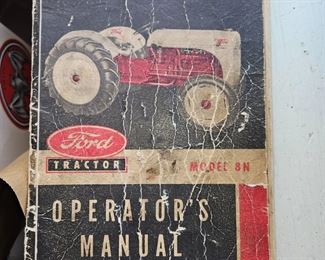 Ford
TRACTOR
MODEL 8N
OPERATOR'S
MANUAL